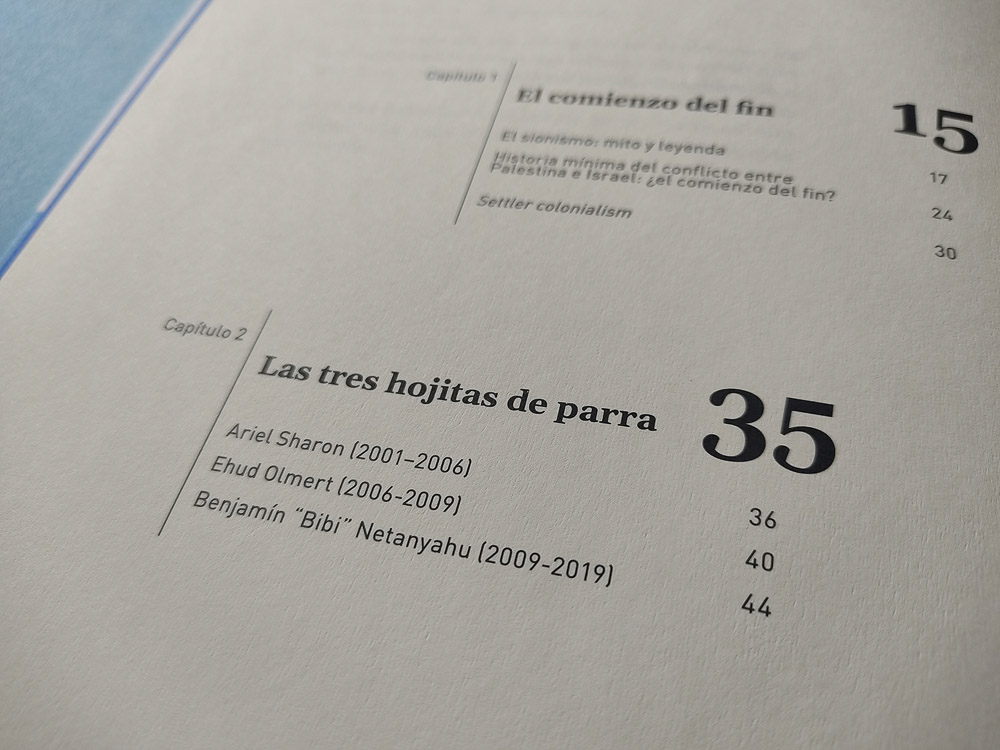 Capítulo 1
El comienzo del fin 15
El sionismo: mito y leyenda 17
Historia mínima del conflicto entre
Palestina e Israel: ¿el comienzo del fin? 24
Settler colonialism 30
Capítulo 2
Las tres hojitas de parra 35
Ariel Sharon (2001–2006) 36
Ehud Olmert (2006-2009) 40
Benjamín “Bibi” Netanyahu (2009-2019) 44